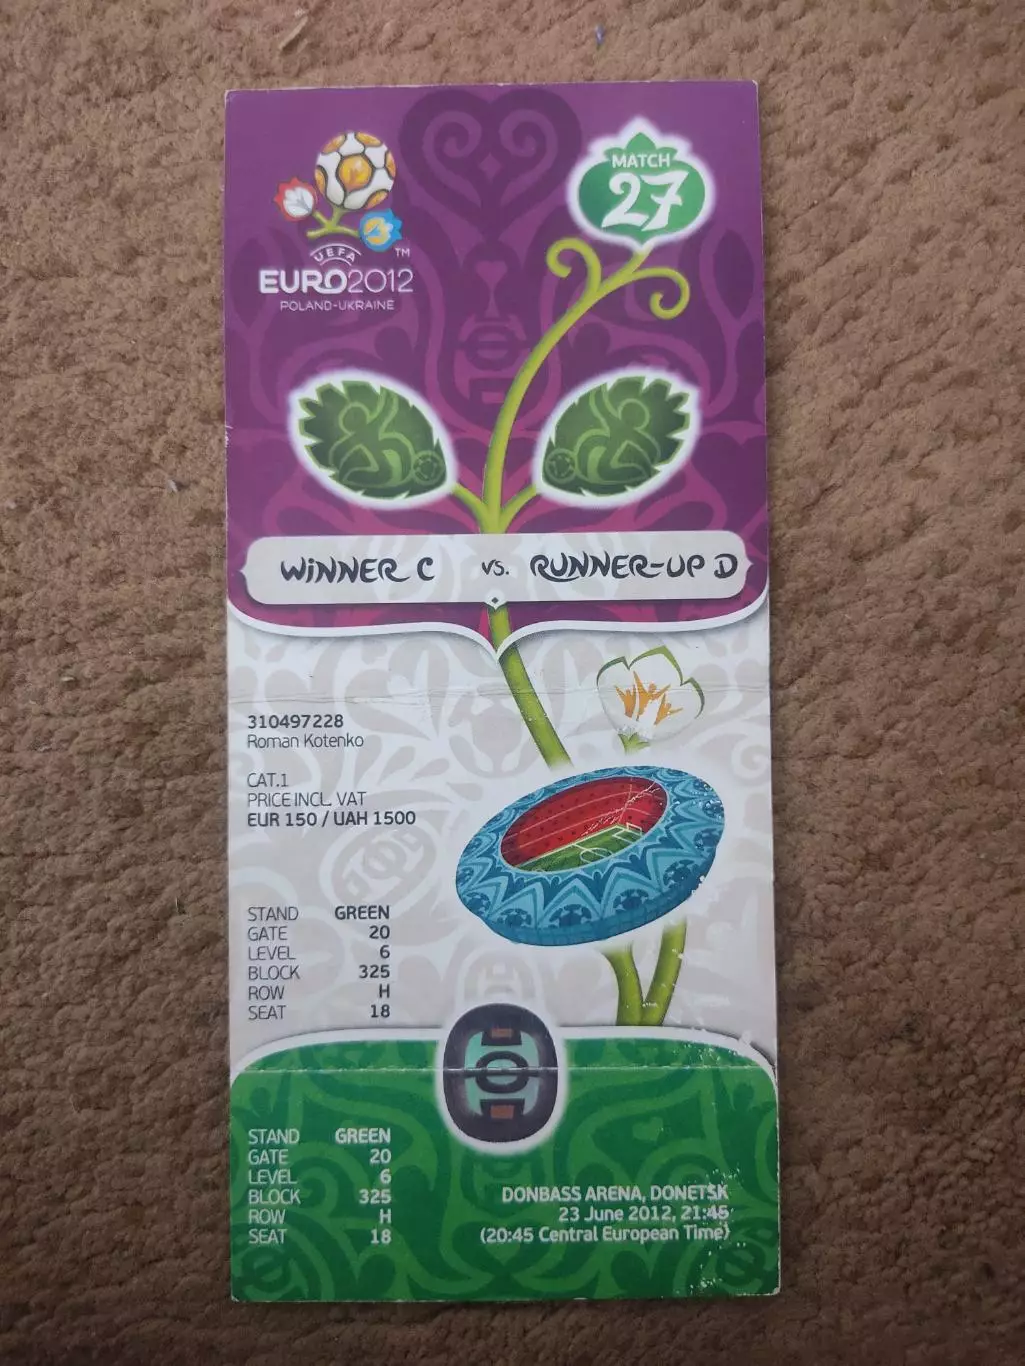 MATCH
27
UEFA
TM
EURO2012
POLAND-UKRAINE
WINNER C VS. RUNNER-UP D
310497228
Roman Kotenko
CAT.1
PRICE INCL. VAT
EUR 150 / UAH 1500
STAND GREEN
GATE 20
LEVEL 6
BLOCK 325
ROW H
SEAT 18
STAND GREEN
GATE 20
LEVEL 6
BLOCK 325
ROW H
SEAT 18
DONBASS ARENA, DONETSK
23 June 2012, 21:45
(20:45 Central European Time)